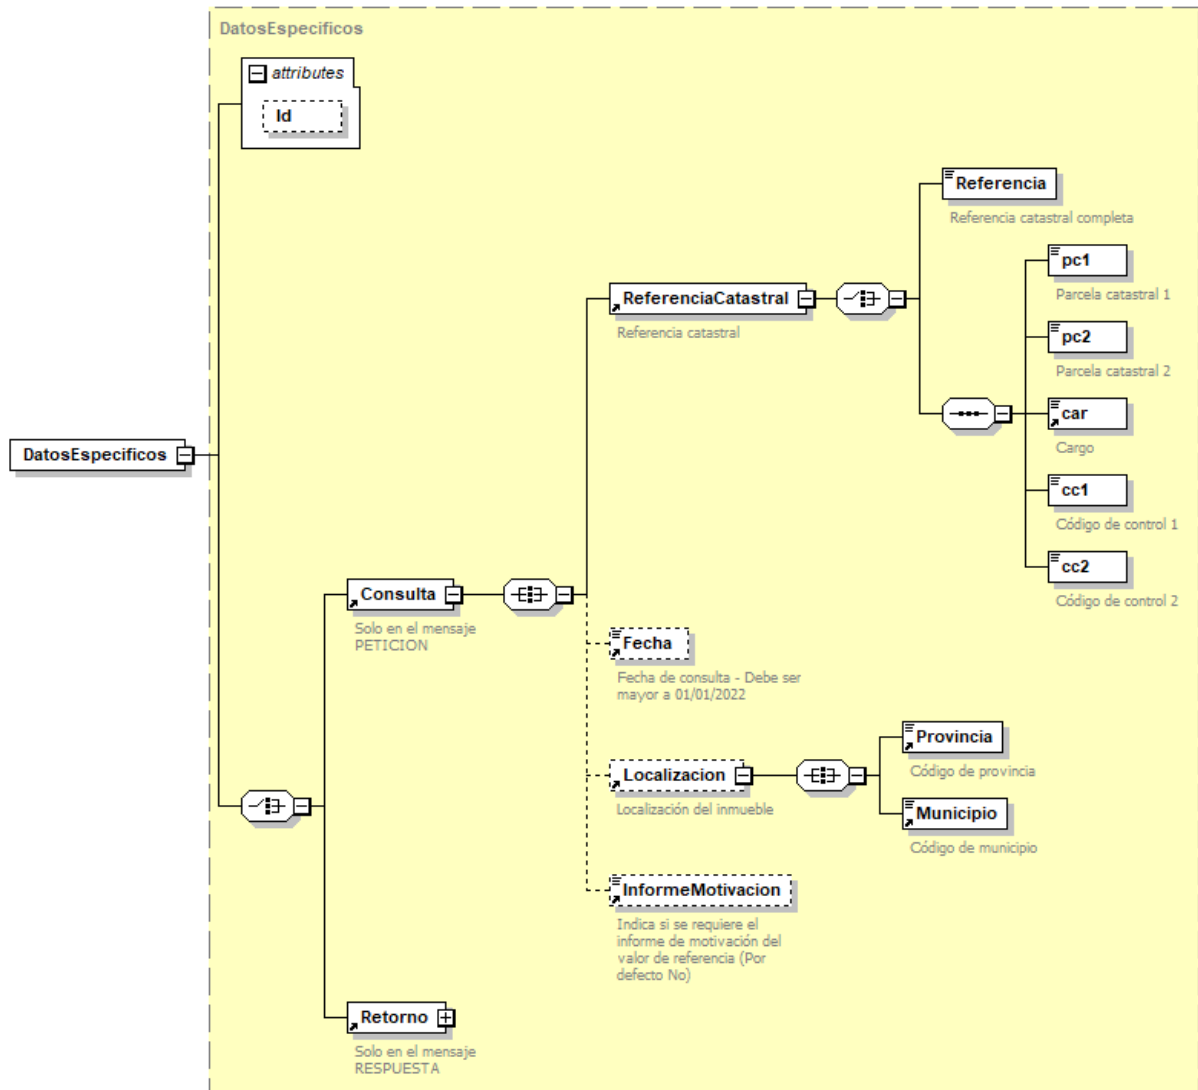 DatosEspecificos
attributes
Id
Referencia
Referencia catastral completa
pc1
Parcela catastral 1
ReferenciaCatastral
Referencia catastral
pc2
Parcela catastral 2
car
Cargo
DatosEspecificos
cc1
Código de control 1
cc2
Código de control 2
Consulta
Solo en el mensaje
PETICION
Fecha
Fecha de consulta - Debe ser
mayor a 01/01/2022
Provincia
Código de provincia
Localizacion
Localización del inmueble
Municipio
Código de municipio
InformeMotivacion
Indica si se requiere el
informe de motivación del
valor de referencia (Por
defecto No)
Retorno
Solo en el mensaje
RESPUESTA